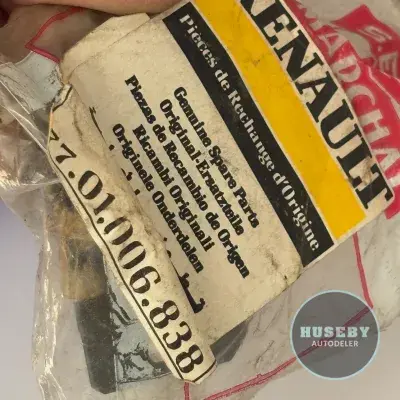 RENAULT
Pièces de Rechange d'Origine
Genuine Spare Parts
Original-Ersatzteile
Piezas de Recambio de Origen
Ricambi Originali
Originele Onderdelen
77.01.006.838
S.E.V.
MARCHAL
HUSEBY
AUTODELER